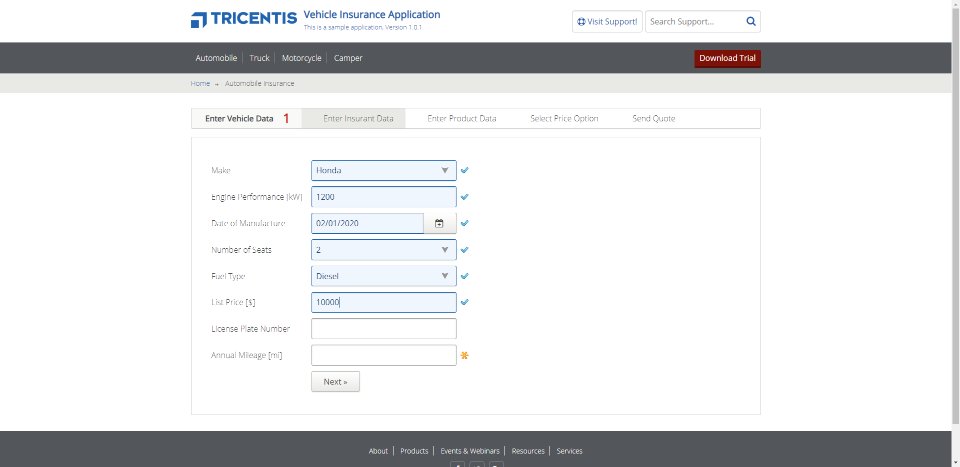 TRICENTIS Vehicle Insurance Application
This is a sample application. Version 1.0.1
Visit Support!
Search Support...
Automobile Truck Motorcycle Camper
Download Trial
Home → Automobile Insurance
Enter Vehicle Data 1 Enter Insurant Data Enter Product Data Select Price Option Send Quote
Make Honda
Engine Performance [kW] 1200
Date of Manufacture 02/01/2020
Number of Seats 2
Fuel Type Diesel
List Price [$] 10000
License Plate Number
Annual Mileage [mi]
Next »
About Products Events & Webinars Resources Services